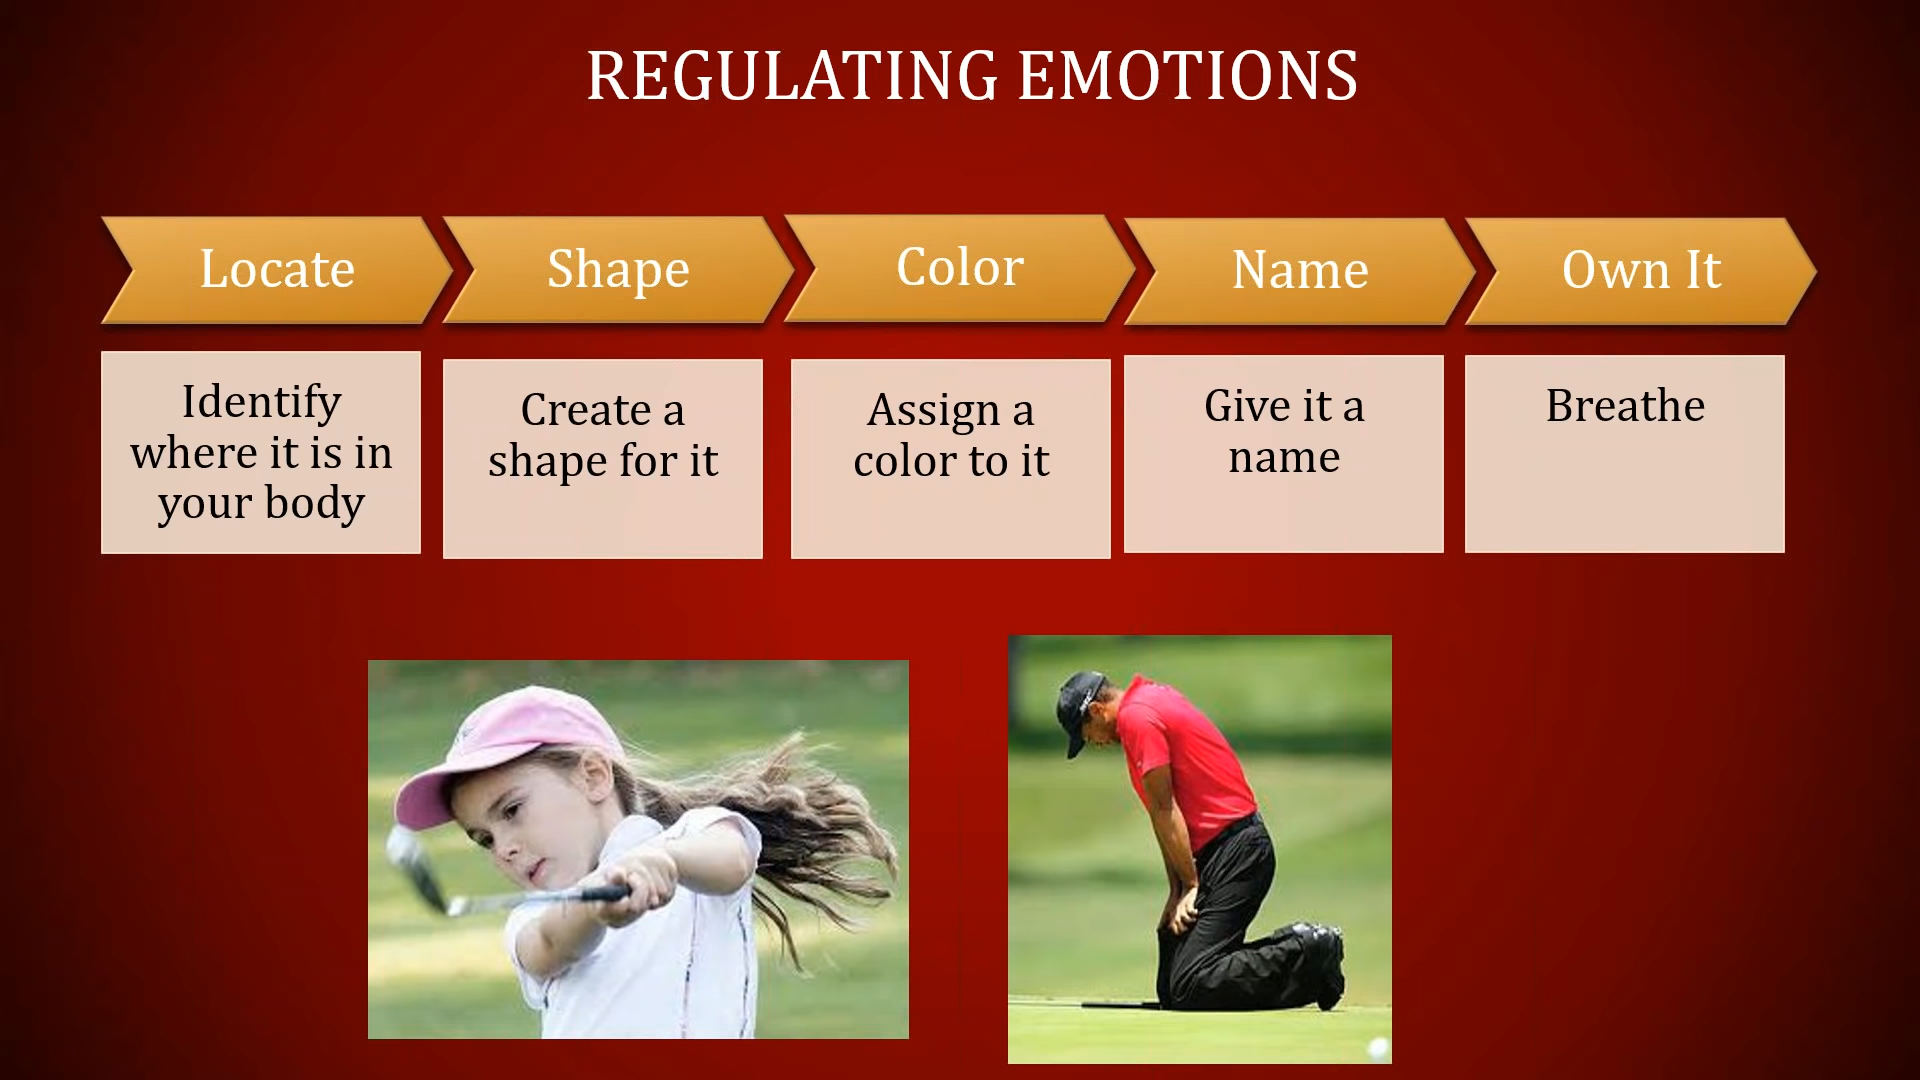 REGULATING EMOTIONS
Locate
Shape
Color
Name
Own It
Identify
where it is in
your body
Create a
shape for it
Assign a
color to it
Give it a
name
Breathe